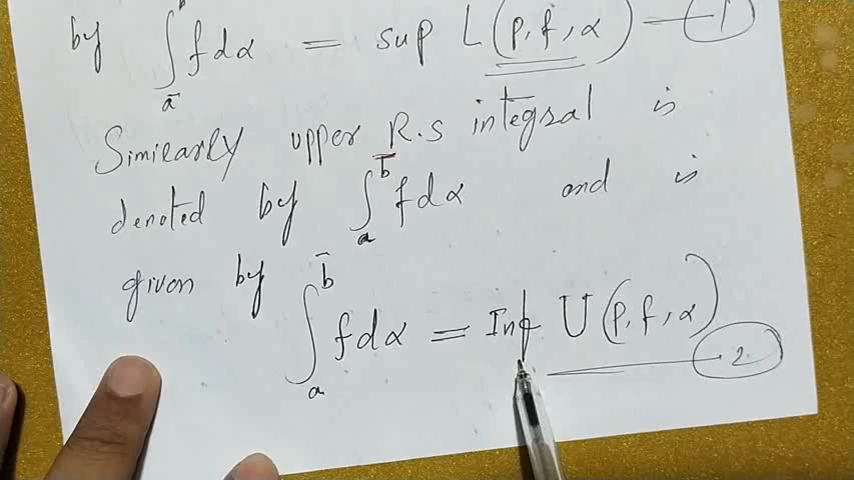 by ∫_a^b f dα = sup L(p, f, α) — 1
Similarly upper R.S integral is
denoted by ∫_a^b̄ f dα and is
given by
∫_a^b̄ f dα = Inf U(p, f, α) — 2.